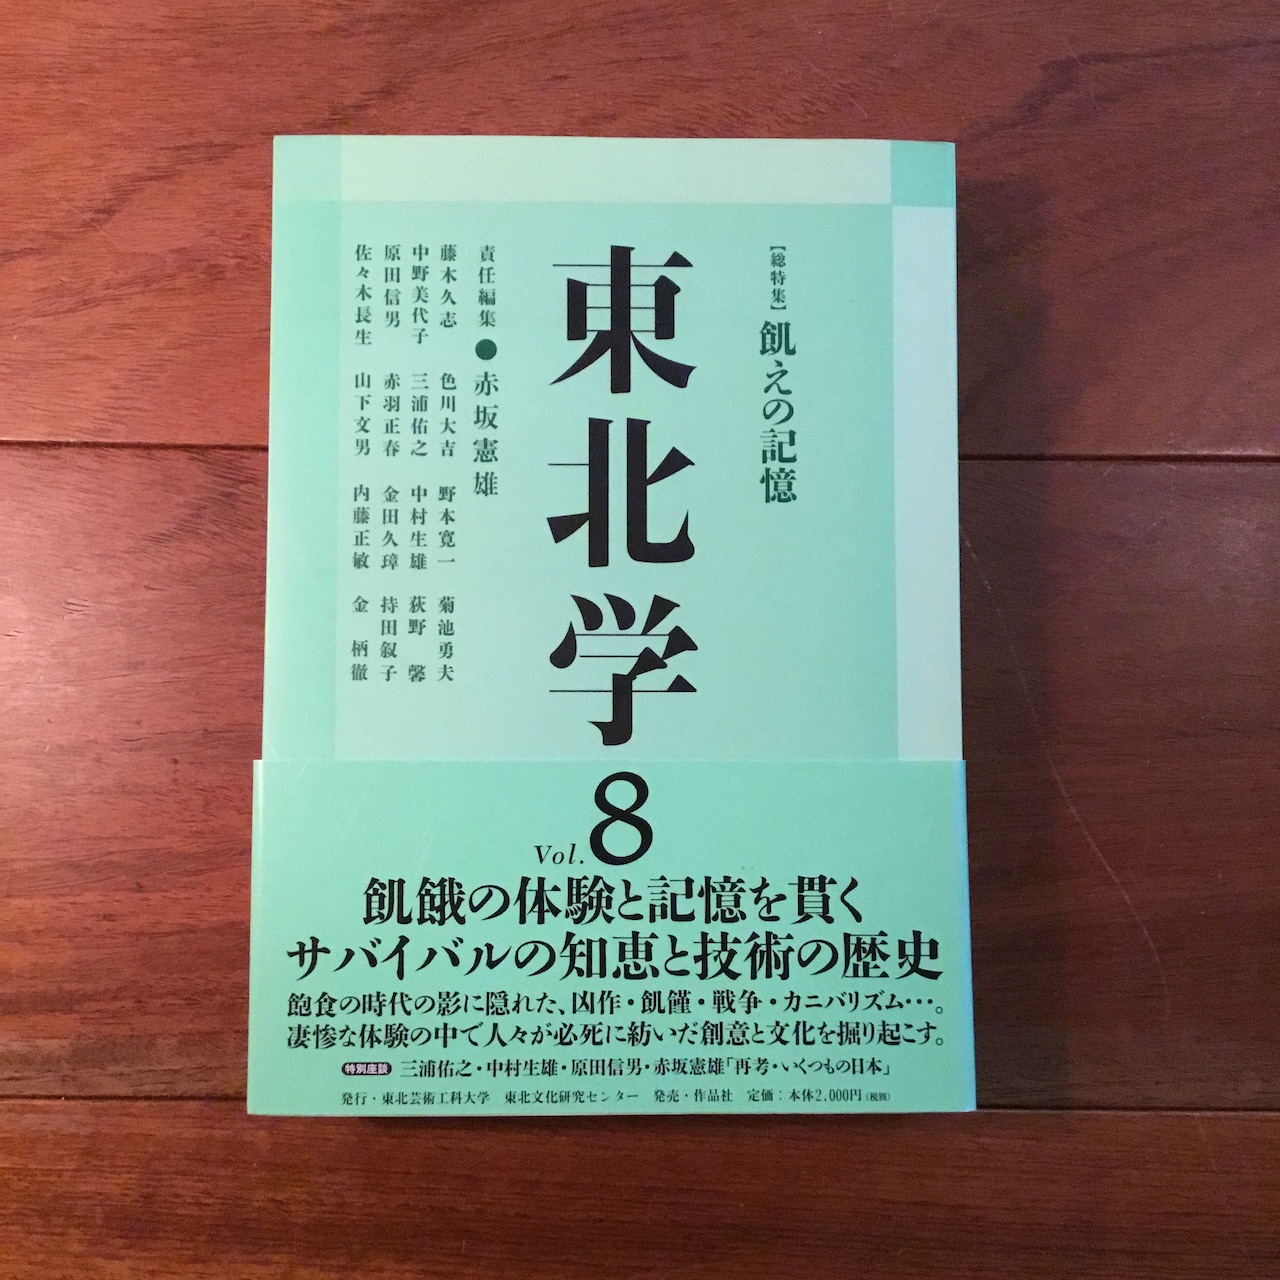 【総特集】飢えの記憶
東北学
Vol.8
責任編集●赤坂憲雄
藤木久志 色川大吉 野本寛一 菊池勇夫
中野美代子 三浦佑之 中村生雄 荻野馨
原田信男 赤羽正春 金田久璋 持田叙子
佐々木長生 山下文男 内藤正敏 金柄徹
飢餓の体験と記憶を貫く
サバイバルの知恵と技術の歴史
飽食の時代の影に隠れた、凶作・飢饉・戦争・カニバリズム…。
凄惨な体験の中で人々が必死に紡いだ創意と文化を掘り起こす。
特別座談 三浦佑之・中村生雄・原田信男・赤坂憲雄「再考・いくつもの日本」
発行・東北芸術工科大学 東北文化研究センター 発売・作品社 定価：本体2,000円（税別）